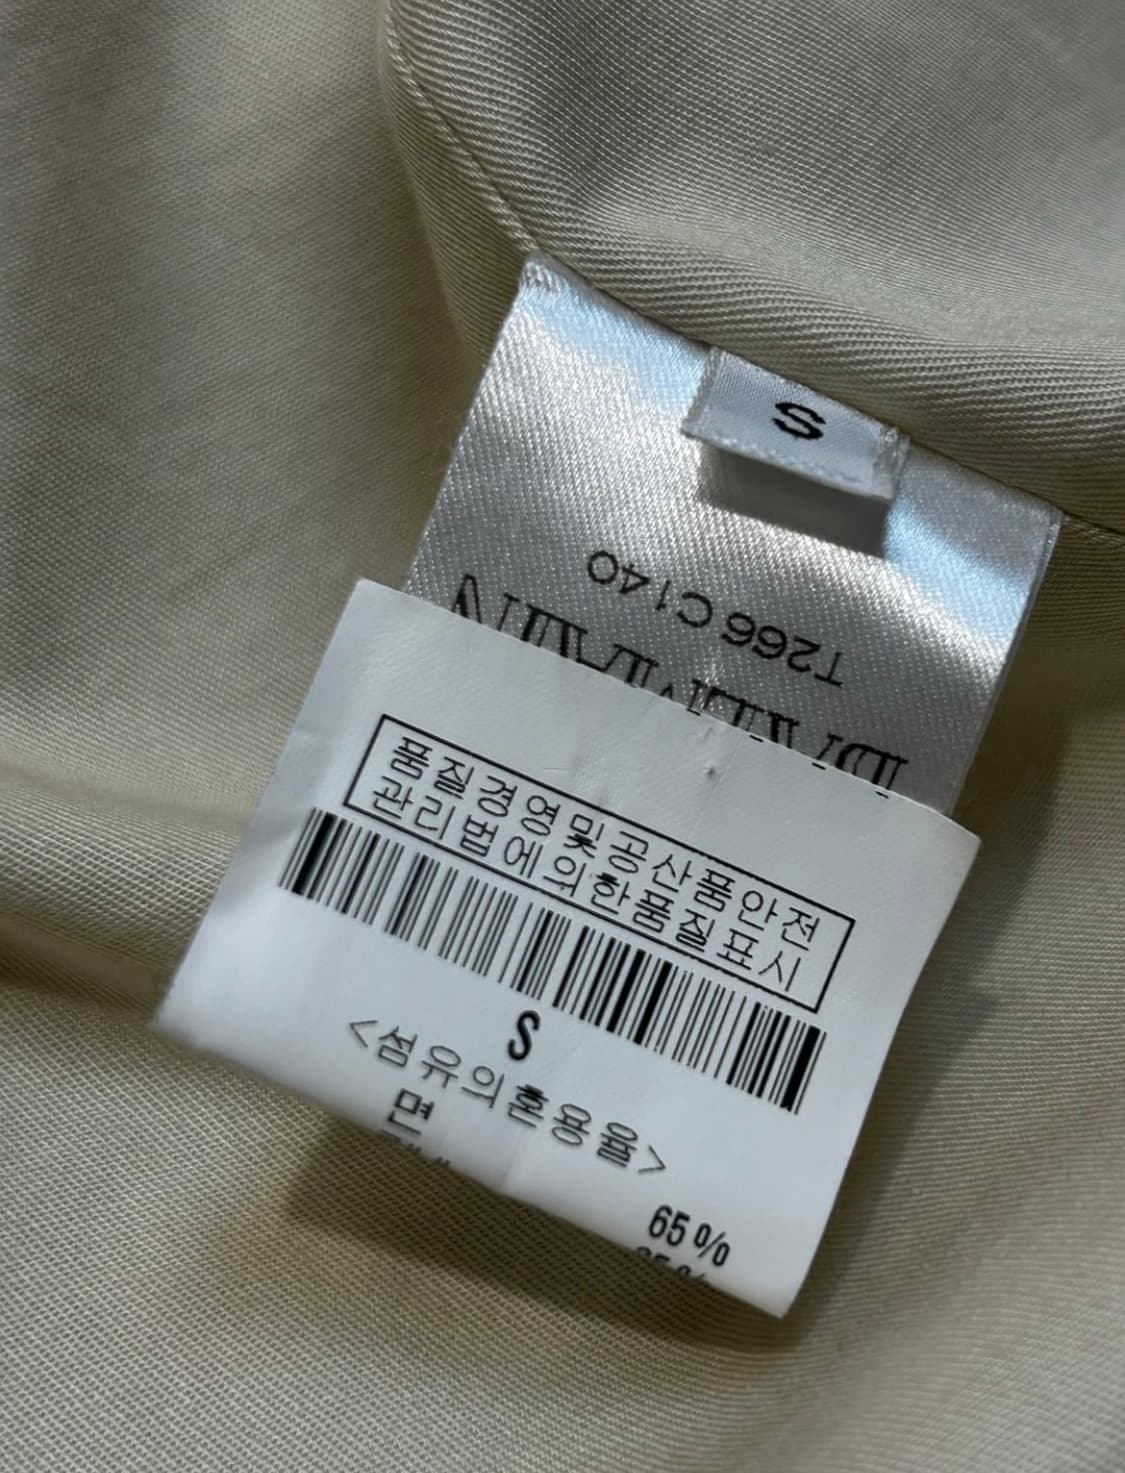 S
T266 C140
품질경영및공산품안전
관리법에의한품질표시
S
<섬유의혼용율>
면
65%